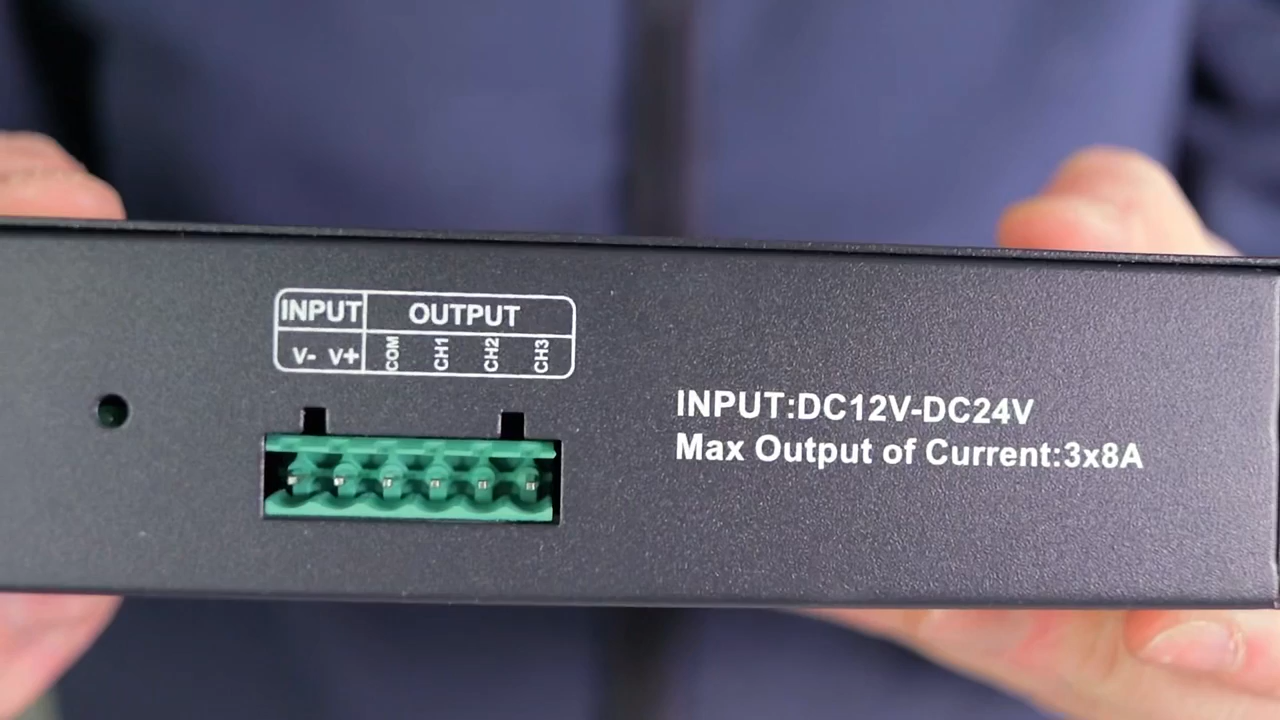 INPUT OUTPUT
V- V+ COM CH1 CH2 CH3
INPUT:DC12V-DC24V
Max Output of Current:3x8A